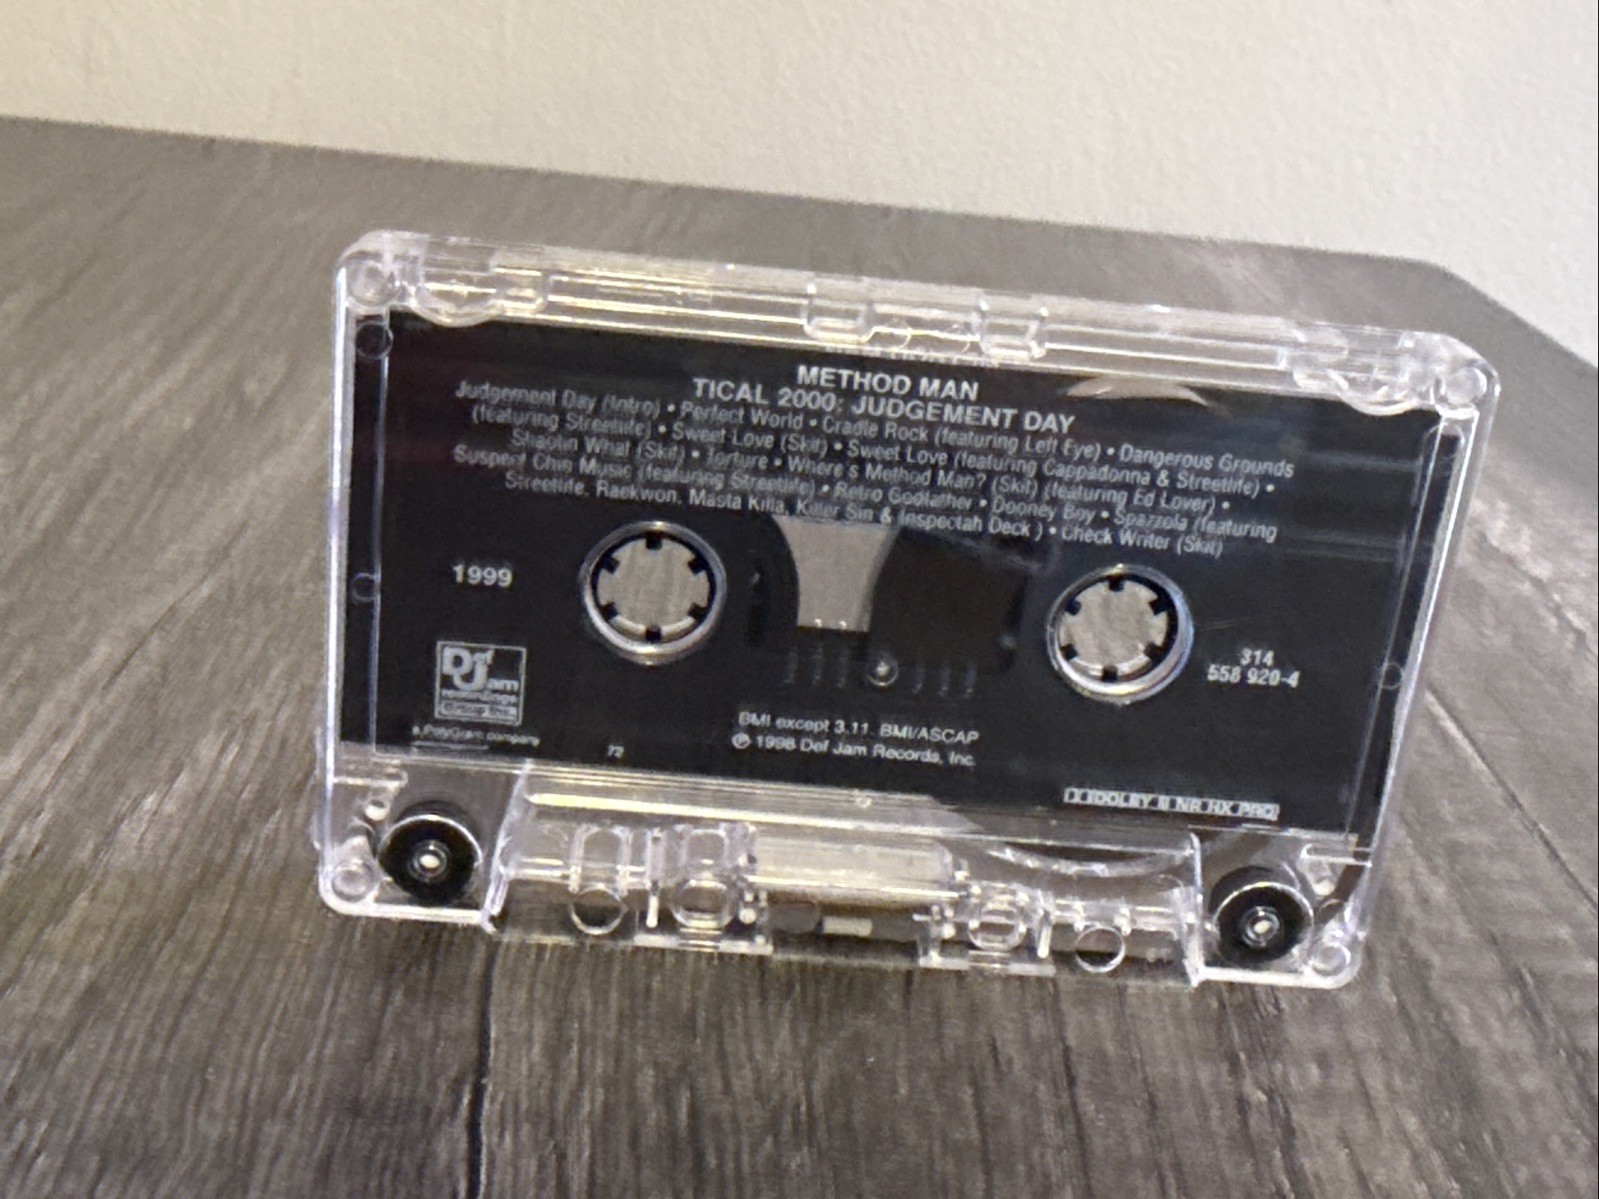 METHOD MAN
TICAL 2000: JUDGEMENT DAY
Judgement Day (Intro) • Perfect World • Cradle Rock (featuring Left Eye) • Dangerous Grounds
(featuring Streetlife) • Sweet Love (Skit) • Sweet Love (featuring Cappadonna & Streetlife) •
Shaolin What (Skit) • Torture • Where's Method Man? (Skit) (featuring Ed Lover) •
Suspect Chin Music (featuring Streetlife) • Retro Godfather • Dooney Boy • Spazzola (featuring
Streetlife, Raekwon, Masta Killa, Killer Sin & Inspectah Deck ) • Check Writer (Skit)
1999
314
558 920-4
Def Jam
recordings
Group Inc.
a PolyGram company
72
BMI except 3,11, BMI/ASCAP
℗ 1998 Def Jam Records, Inc.
DOLBY B NR HX PRO